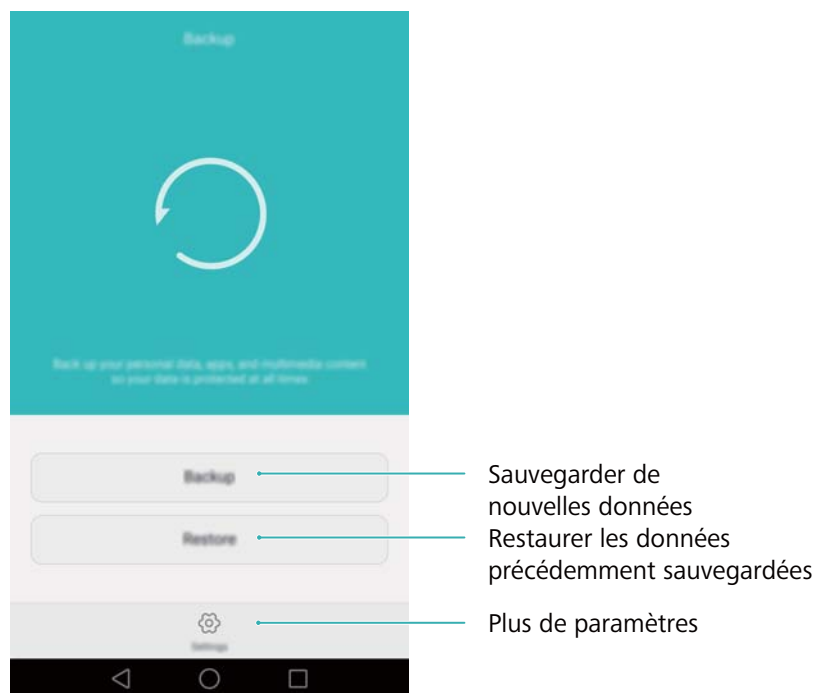 Backup
Back up your personal data, apps, and multimedia content
so your data is protected at all times
Backup
Sauvegarder de
nouvelles données
Restore
Restaurer les données
précédemment sauvegardées
Settings
Plus de paramètres